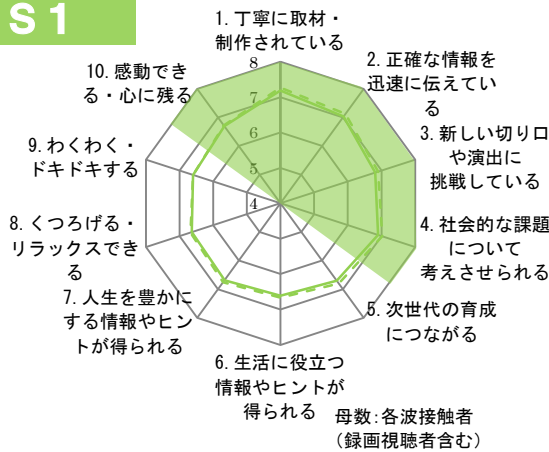 S1
1. 丁寧に取材・
制作されている
2. 正確な情報を
迅速に伝えてい
る
3. 新しい切り口
や演出に
挑戦している
4. 社会的な課題
について
考えさせられる
5. 次世代の育成
につながる
6. 生活に役立つ
情報やヒントが
得られる
7. 人生を豊かに
する情報やヒン
トが得られる
8. くつろげる・
リラックスでき
る
9. わくわく・
ドキドキする
10. 感動でき
る・心に残る
8
7
6
5
4
母数:各波接触者
(録画視聴者含む)